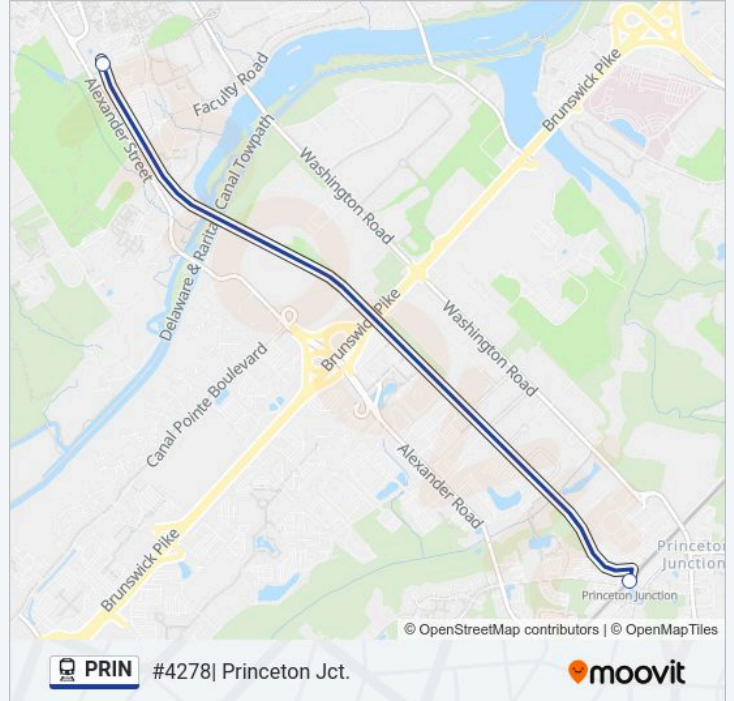 Faculty Road
Alexander Street
Brunswick Pike
Washington Road
Delaware & Raritan Canal Towpath
Brunswick Pike
Washington Road
Canal Pointe Boulevard
Alexander Road
Brunswick Pike
Princeton
Junction
Princeton Junction
© OpenStreetMap contributors | © OpenMapTiles
PRIN
#4278| Princeton Jct.
moovit